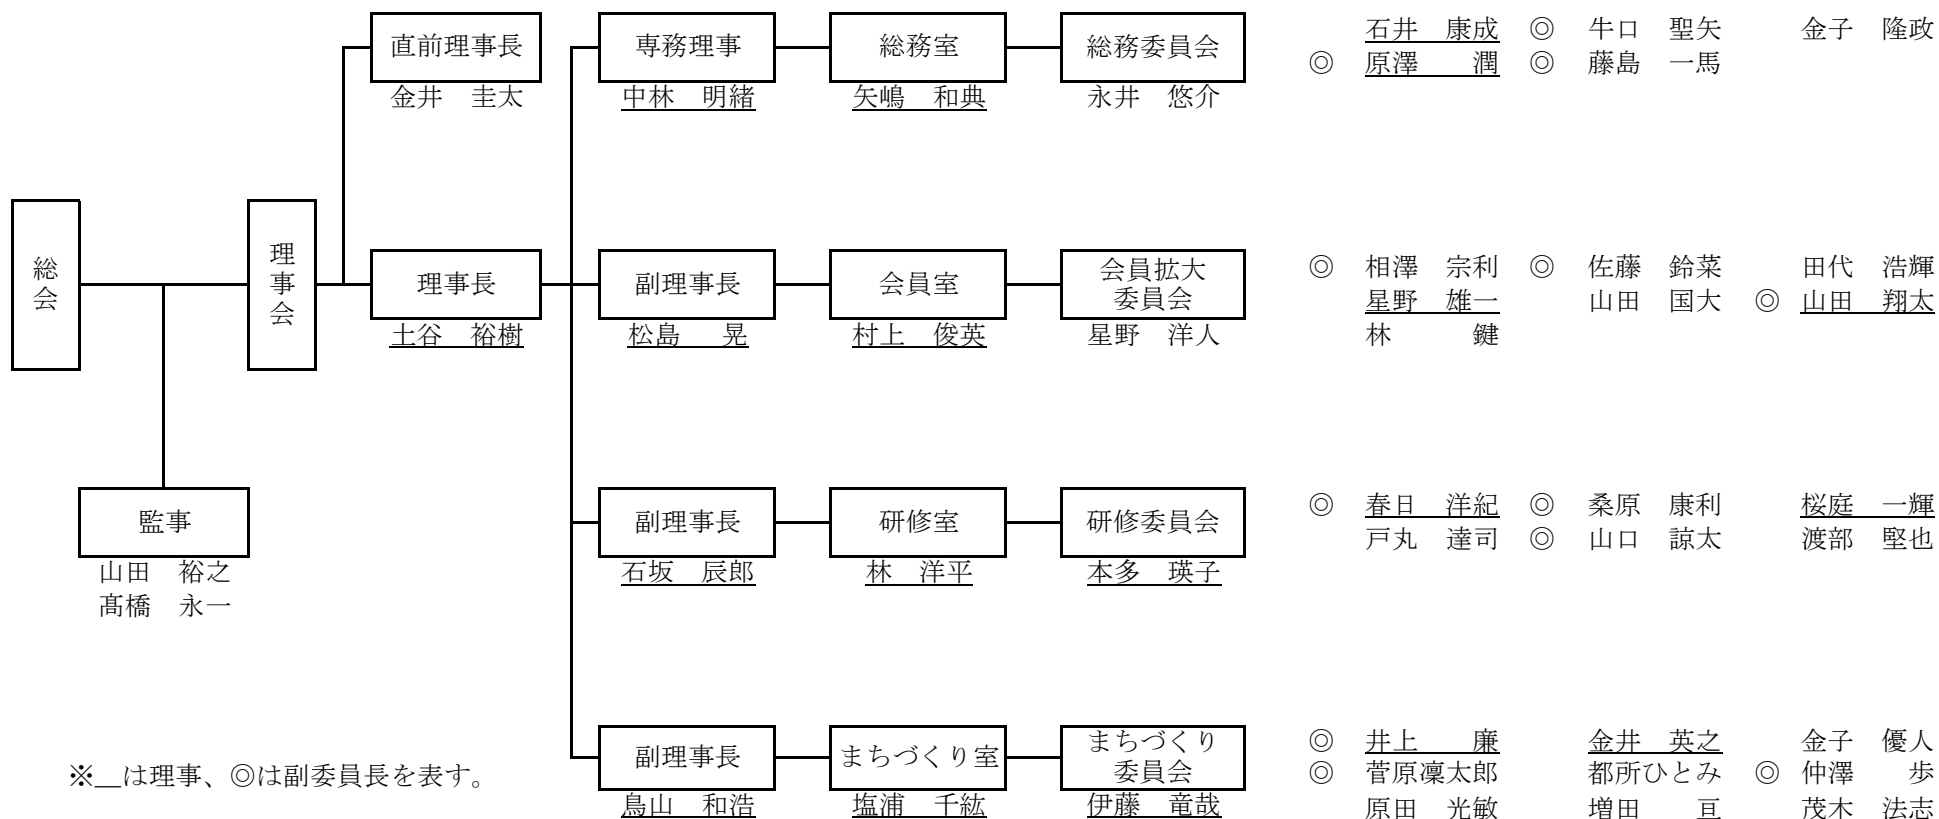 総会
監事
山田　裕之
髙橋　永一
理事会
直前理事長
金井　圭太
理事長
土谷　裕樹
専務理事
中林　明緒
総務室
矢嶋　和典
総務委員会
永井　悠介
石井　康成　◎　牛口　聖矢　金子　隆政
◎　原澤　潤　◎　藤島　一馬
副理事長
松島　晃
会員室
村上　俊英
会員拡大
委員会
星野　洋人
◎　相澤　宗利　◎　佐藤　鈴菜　田代　浩輝
星野　雄一　山田　国大　◎　山田　翔太
林　鍵
副理事長
石坂　辰郎
研修室
林　洋平
研修委員会
本多　瑛子
◎　春日　洋紀　◎　桑原　康利　桜庭　一輝
戸丸　達司　◎　山口　諒太　渡部　堅也
副理事長
鳥山　和浩
まちづくり室
塩浦　千紘
まちづくり
委員会
伊藤　竜哉
◎　井上　廉　金井　英之　金子　優人
◎　菅原凜太郎　都所ひとみ　◎　仲澤　歩
原田　光敏　増田　亘　茂木　法志
※＿は理事、◎は副委員長を表す。